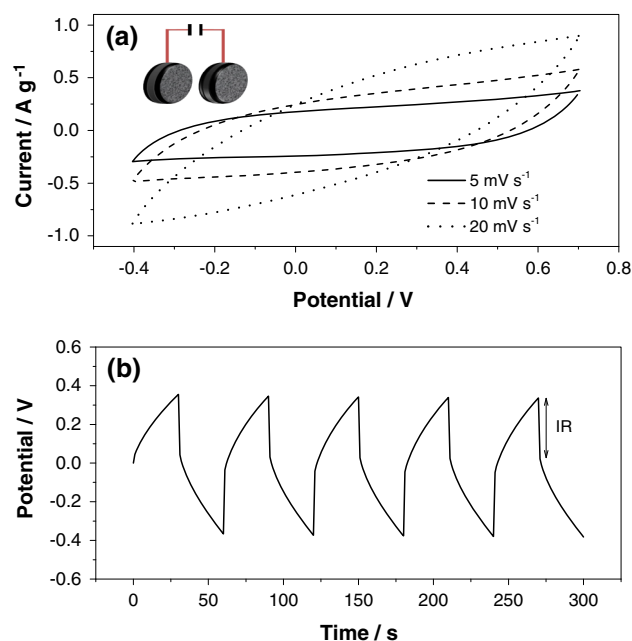 (a)
1.0
0.5
0.0
-0.5
-1.0
Current / A g⁻¹
5 mV s⁻¹
10 mV s⁻¹
20 mV s⁻¹
-0.4 -0.2 0.0 0.2 0.4 0.6 0.8
Potential / V
(b)
0.6
0.4
0.2
0.0
-0.2
-0.4
-0.6
Potential / V
IR
0 50 100 150 200 250 300
Time / s